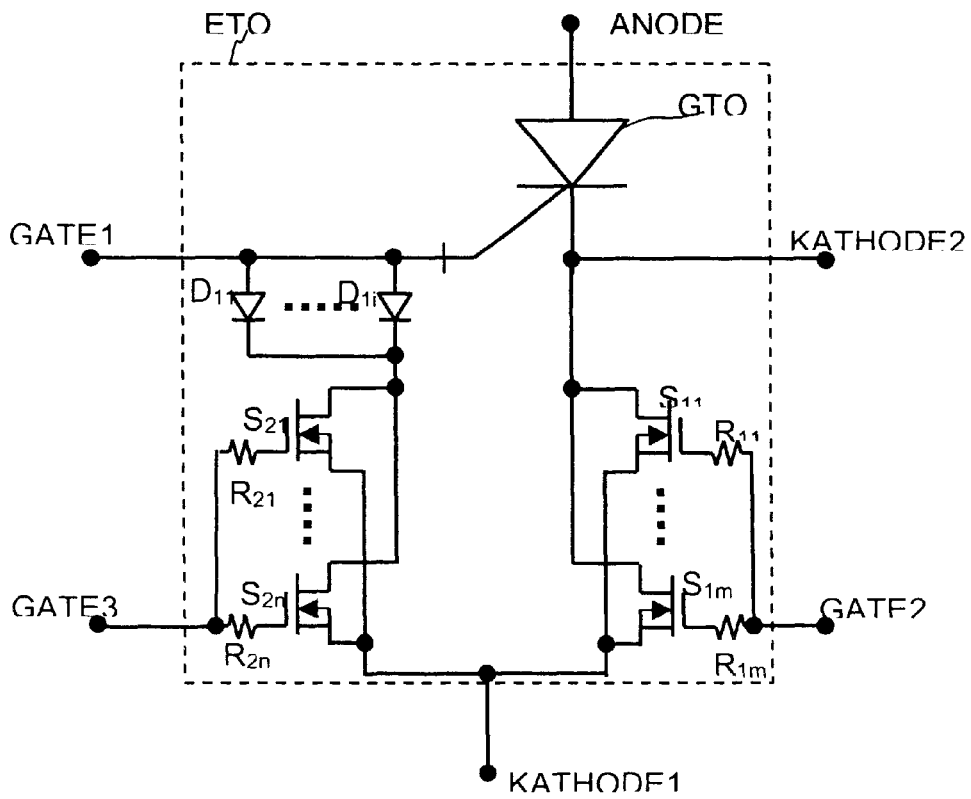 ETO
ANODE
GTO
GATE1
KATHODE2
D11
D1i
S21
S11
R11
R21
S2n
S1m
GATE3
GATE2
R2n
R1m
KATHODE1